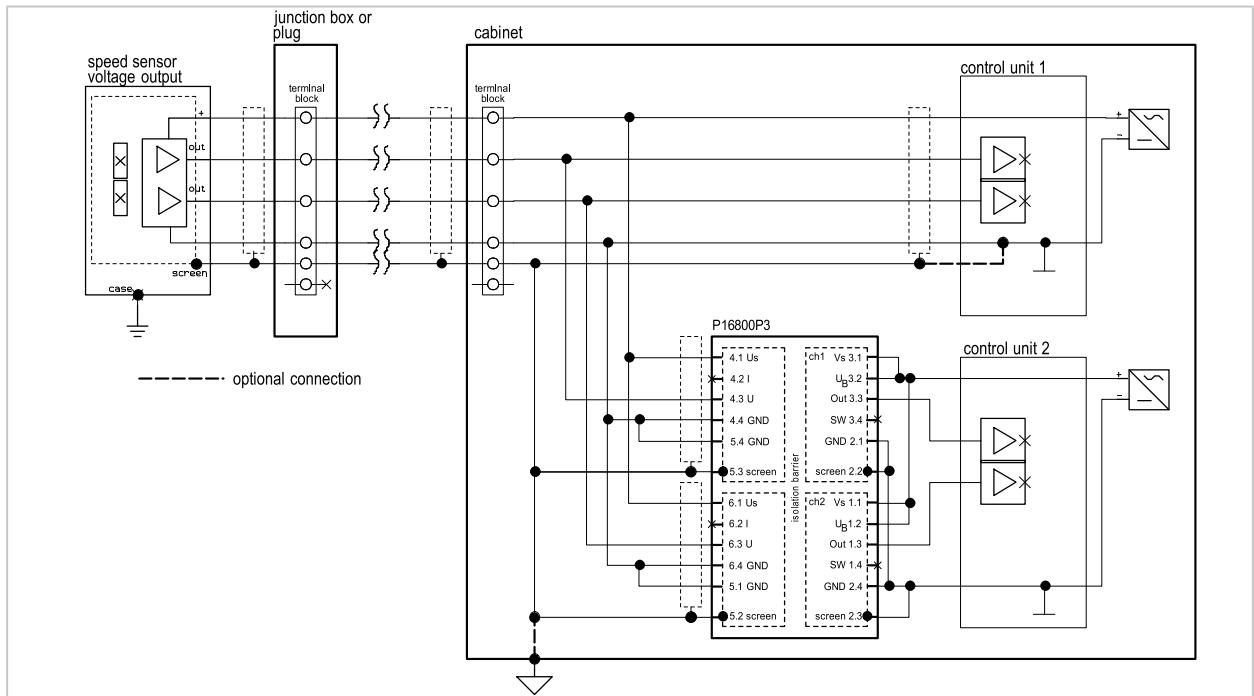 junction box or
plug
cabinet
speed sensor
voltage output
terminal
block
terminal
block
control unit 1
+
out
out
screen
case
+
-
optional connection
P16800P3
control unit 2
4.1 Us
4.2 I
4.3 U
4.4 GND
5.4 GND
5.3 screen
6.1 Us
6.2 I
6.3 U
6.4 GND
5.1 GND
5.2 screen
isolation barrier
ch1 Vs 3.1
UB3.2
Out 3.3
SW 3.4
GND 2.1
screen 2.2
ch2 Vs 1.1
UB1.2
Out 1.3
SW 1.4
GND 2.4
screen 2.3
+
-